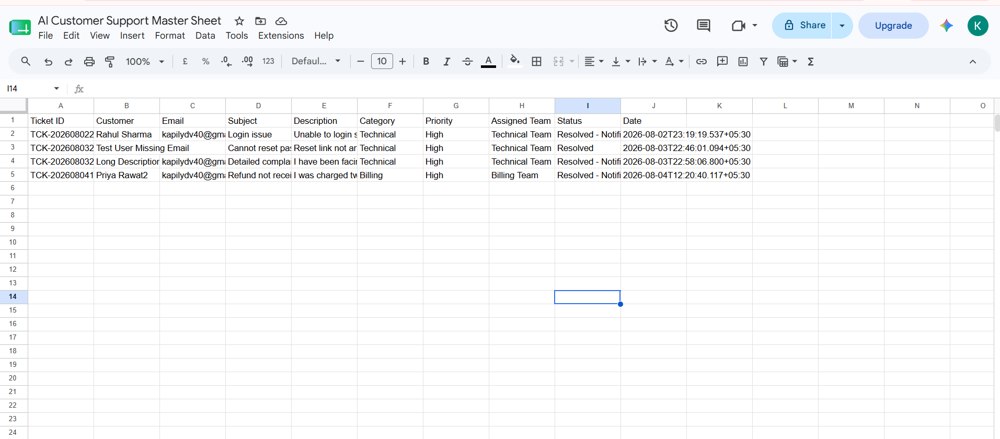 AI Customer Support Master Sheet
File Edit View Insert Format Data Tools Extensions Help
Share
Upgrade
K
100% £ % .0 .00 123 Defaul... 10 B I A
I14 fx
A B C D E F G H I J K L M N O
1 Ticket ID Customer Email Subject Description Category Priority Assigned Team Status Date
2 TCK-202608022 Rahul Sharma kapilydv40@gma Login issue Unable to login s Technical High Technical Team Resolved - Notifi 2026-08-02T23:19:19.537+05:30
3 TCK-202608032 Test User Missing Email Cannot reset pas Reset link not ar Technical High Technical Team Resolved 2026-08-03T22:46:01.094+05:30
4 TCK-202608032 Long Description kapilydv40@gma Detailed complai I have been facin Technical High Technical Team Resolved - Notifi 2026-08-03T22:58:06.800+05:30
5 TCK-202608041 Priya Rawat2 kapilydv40@gma Refund not recei I was charged tw Billing High Billing Team Resolved - Notifi 2026-08-04T12:20:40.117+05:30
6
7
8
9
10
11
12
13
14
15
16
17
18
19
20
21
22
23
24